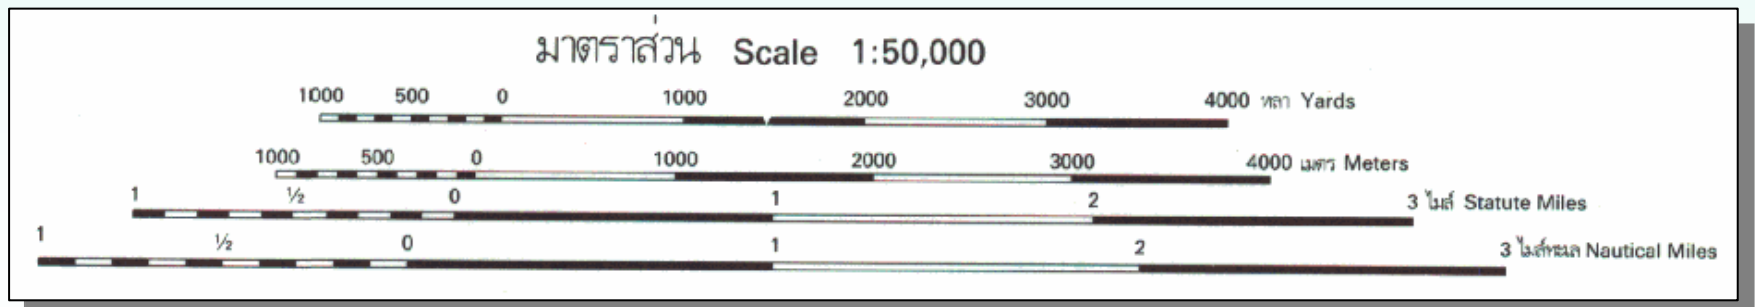 มาตราส่วน Scale 1:50,000
1000 500 0 1000 2000 3000 4000 หลา Yards
1000 500 0 1000 2000 3000 4000 เมตร Meters
1 ½ 0 1 2 3 ไมล์ Statute Miles
1 ½ 0 1 2 3 ไมล์ทะเล Nautical Miles